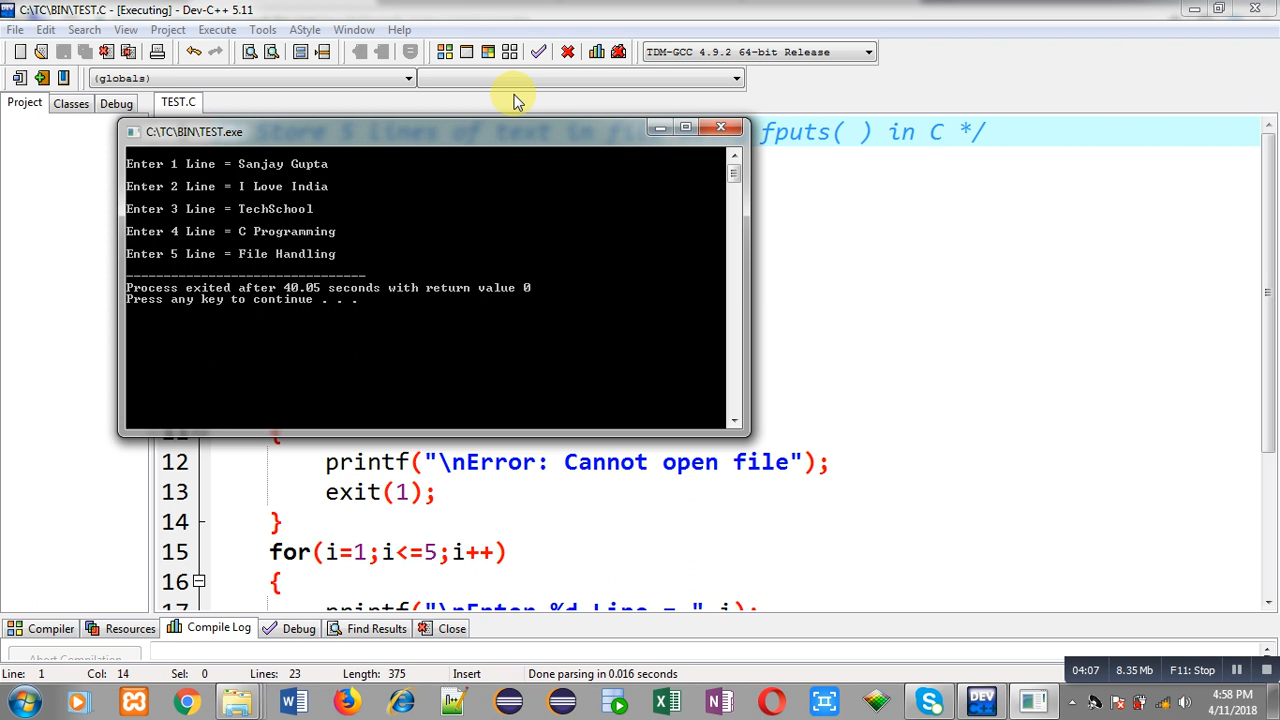 C:\TC\BIN\TEST.C - [Executing] - Dev-C++ 5.11
File Edit Search View Project Execute Tools AStyle Window Help
TDM-GCC 4.9.2 64-bit Release
(globals)
Project Classes Debug TEST.C
fputs( ) in C */
C:\TC\BIN\TEST.exe
Enter 1 Line = Sanjay Gupta
Enter 2 Line = I Love India
Enter 3 Line = TechSchool
Enter 4 Line = C Programming
Enter 5 Line = File Handling
--------------------------------
Process exited after 40.05 seconds with return value 0
Press any key to continue . . .
12 printf("\nError: Cannot open file");
13 exit(1);
14 }
15 for(i=1;i<=5;i++)
16 {
17 printf("\nEnter %d Line = ",i);
Compiler Resources Compile Log Debug Find Results Close
Abort Compilation
Line: 1 Col: 14 Sel: 0 Lines: 23 Length: 375 Insert Done parsing in 0.016 seconds
04:07 8.35 Mb F11: Stop
4:58 PM
4/11/2018